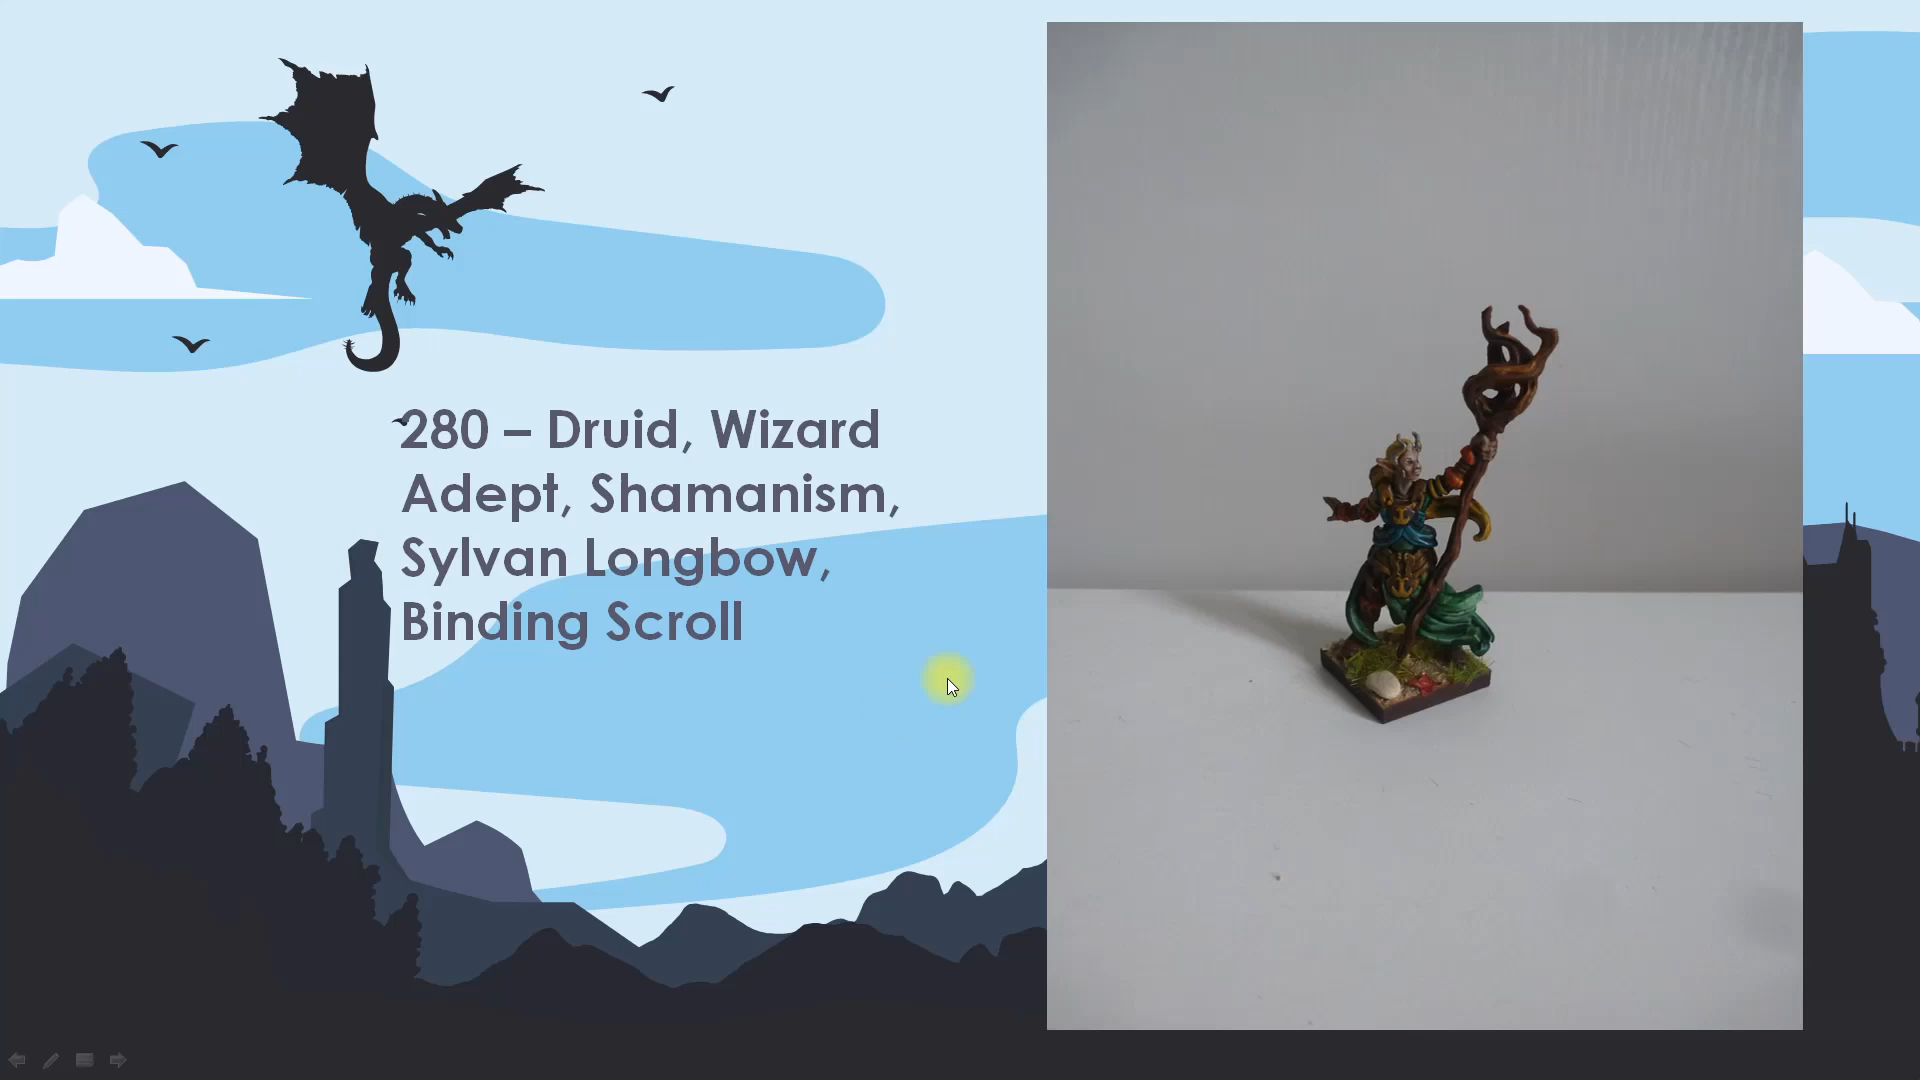 280 – Druid, Wizard
Adept, Shamanism,
Sylvan Longbow,
Binding Scroll